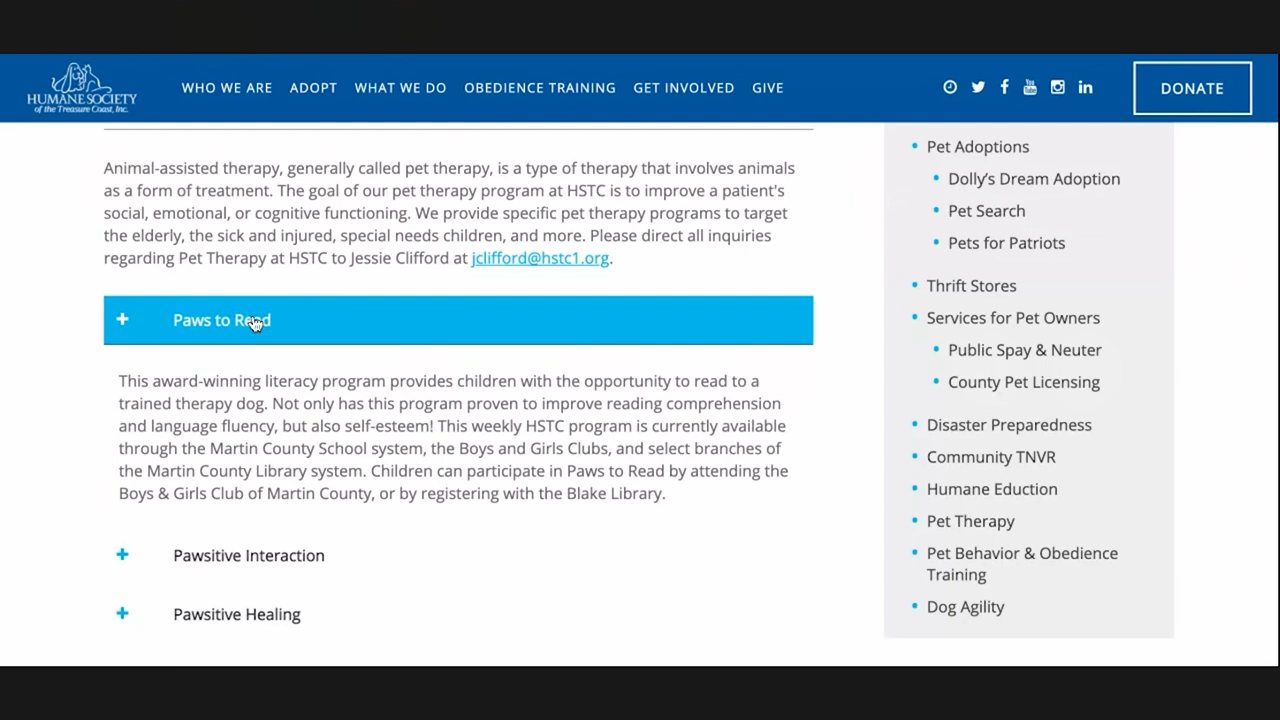 HUMANE SOCIETY
of the Treasure Coast, Inc.
WHO WE ARE
ADOPT
WHAT WE DO
OBEDIENCE TRAINING
GET INVOLVED
GIVE
You
Tube
in
DONATE
Animal-assisted therapy, generally called pet therapy, is a type of therapy that involves animals
as a form of treatment. The goal of our pet therapy program at HSTC is to improve a patient's
social, emotional, or cognitive functioning. We provide specific pet therapy programs to target
the elderly, the sick and injured, special needs children, and more. Please direct all inquiries
regarding Pet Therapy at HSTC to Jessie Clifford at jclifford@hstc1.org.
+ Paws to Read
This award-winning literacy program provides children with the opportunity to read to a
trained therapy dog. Not only has this program proven to improve reading comprehension
and language fluency, but also self-esteem! This weekly HSTC program is currently available
through the Martin County School system, the Boys and Girls Clubs, and select branches of
the Martin County Library system. Children can participate in Paws to Read by attending the
Boys & Girls Club of Martin County, or by registering with the Blake Library.
+ Pawsitive Interaction
+ Pawsitive Healing
• Pet Adoptions
• Dolly’s Dream Adoption
• Pet Search
• Pets for Patriots
• Thrift Stores
• Services for Pet Owners
• Public Spay & Neuter
• County Pet Licensing
• Disaster Preparedness
• Community TNVR
• Humane Eduction
• Pet Therapy
• Pet Behavior & Obedience
Training
• Dog Agility